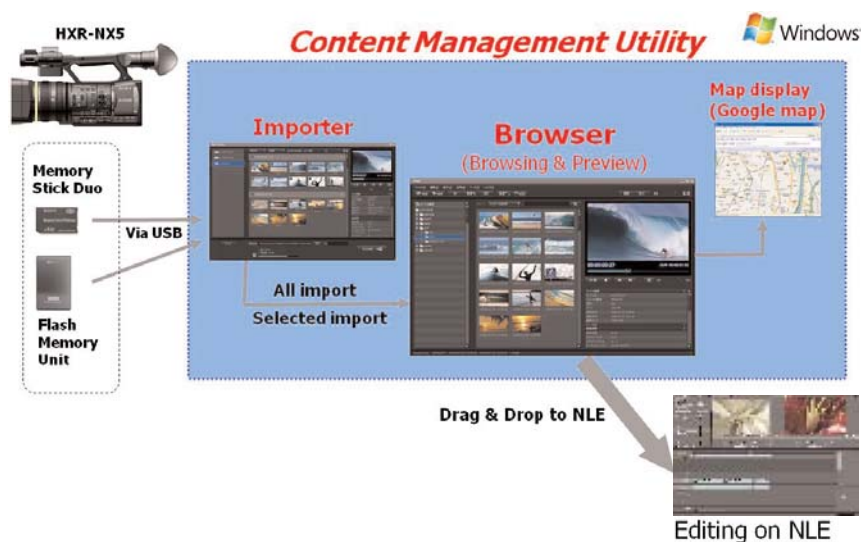 HXR-NX5
Content Management Utility
Windows
Importer
Browser
(Browsing & Preview)
Map display
(Google map)
Memory
Stick Duo
Via USB
Flash
Memory
Unit
All import
Selected import
Drag & Drop to NLE
Editing on NLE